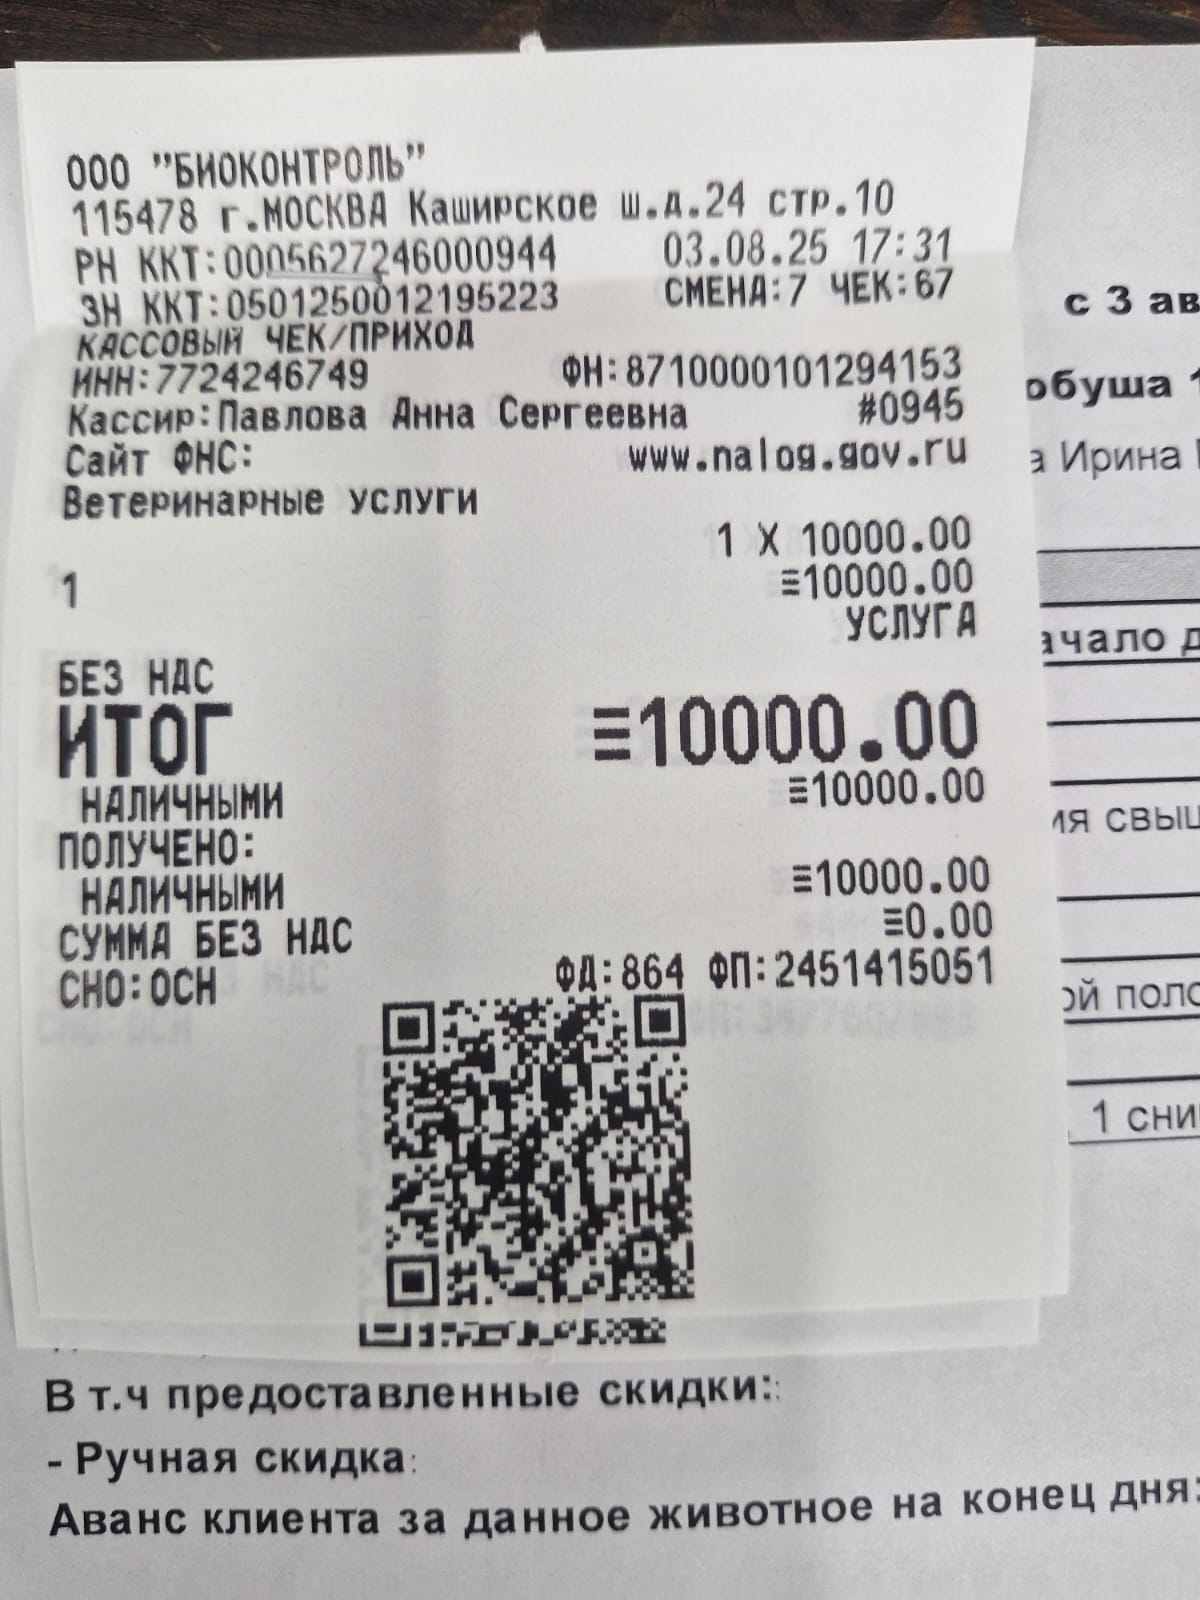 ООО "БИОКОНТРОЛЬ"
115478 г.МОСКВА Каширское ш.д.24 стр.10
РН ККТ:0005627246000944 03.08.25 17:31
ЗН ККТ:0501250012195223 СМЕНА:7 ЧЕК:67
КАССОВЫЙ ЧЕК/ПРИХОД
ИНН:7724246749 ФН:8710000101294153
Кассир:Павлова Анна Сергеевна #0945
Сайт ФНС: www.nalog.gov.ru
Ветеринарные услуги
1 X 10000.00
1 ≡10000.00
УСЛУГА
БЕЗ НДС
ИТОГ ≡10000.00
НАЛИЧНЫМИ ≡10000.00
ПОЛУЧЕНО:
НАЛИЧНЫМИ ≡10000.00
СУММА БЕЗ НДС ≡0.00
СНО:ОСН ФД:864 ФП:2451415051
с 3 ав
обуша 1
а Ирина
ачало д
ия свыш
ой поло
1 сни
В т.ч предоставленные скидки:
- Ручная скидка:
Аванс клиента за данное животное на конец дня: